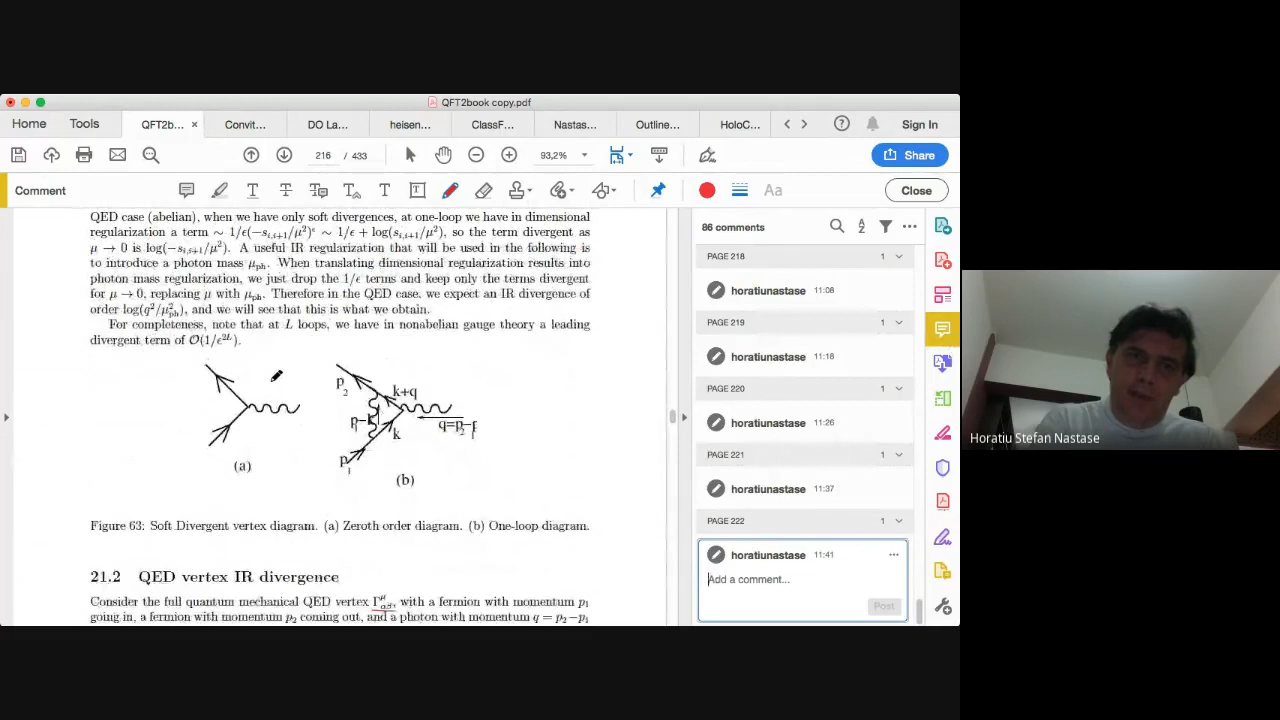 QFT2book copy.pdf
Home Tools QFT2b... × Convit... DO La... heisen... ClassF... Nastas... Outline... HoloC... Sign In
216 / 433 93,2% Share
Comment Aa Close
QED case (abelian), when we have only soft divergences, at one-loop we have in dimensional
regularization a term ∼ 1/ϵ(−s_{i,i+1}/μ²)^ϵ ∼ 1/ϵ + log(s_{i,i+1}/μ²), so the term divergent as
μ → 0 is log(−s_{i,i+1}/μ²). A useful IR regularization that will be used in the following is
to introduce a photon mass μ_ph. When translating dimensional regularization results into
photon mass regularization, we just drop the 1/ϵ terms and keep only the terms divergent
for μ → 0, replacing μ with μ_ph. Therefore in the QED case, we expect an IR divergence of
order log(q²/μ²_ph), and we will see that this is what we obtain.
For completeness, note that at L loops, we have in nonabelian gauge theory a leading
divergent term of O(1/ϵ^{2L}).
p₂
k+q
k
p₁
(a)
(b)
Figure 63: Soft Divergent vertex diagram. (a) Zeroth order diagram. (b) One-loop diagram.
21.2 QED vertex IR divergence
Consider the full quantum mechanical QED vertex with a fermion with momentum p₁
going in, a fermion with momentum p₂ coming out, and a photon with momentum q = p₂−p₁
86 comments
PAGE 218 1
horatiunastase 11:08
PAGE 219 1
horatiunastase 11:18
PAGE 220 1
horatiunastase 11:26
PAGE 221 1
horatiunastase 11:37
PAGE 222 1
horatiunastase 11:41
Add a comment...
Post
Horatiu Stefan Nastase